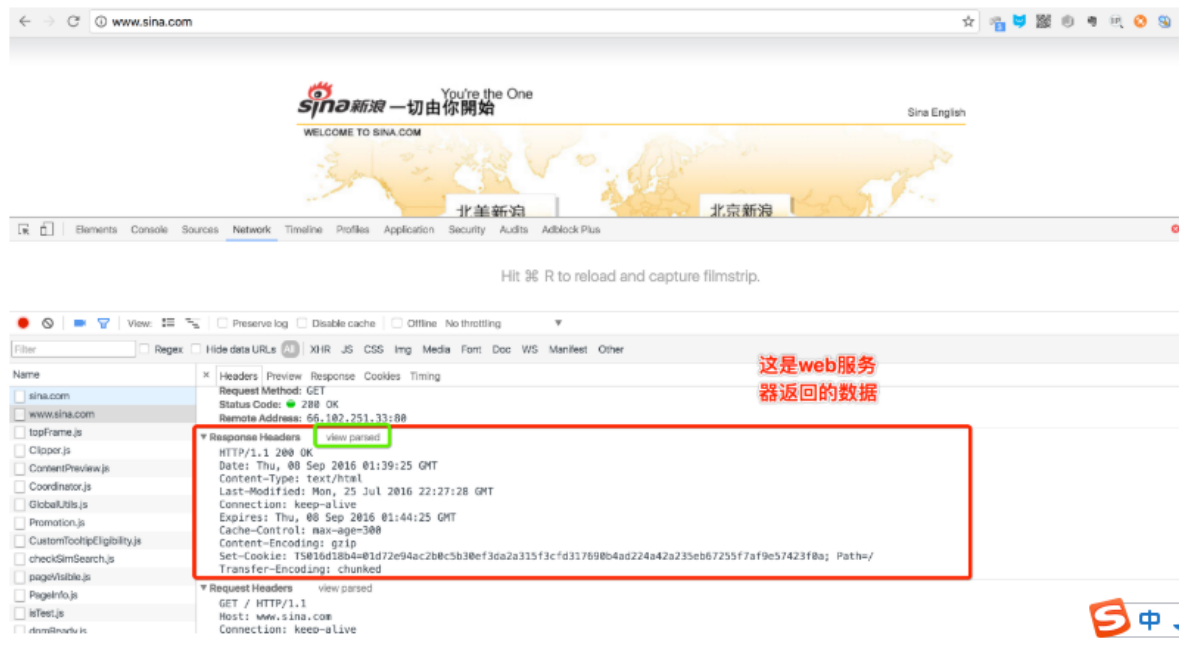 www.sina.com
You're the One
sina新浪 一切由你開始
Sina English
WELCOME TO SINA.COM
北美新浪
北京新浪
Elements Console Sources Network Timeline Profiles Application Security Audits Adblock Plus
Hit ⌘ R to reload and capture filmstrip.
View: Preserve log Disable cache Offline No throttling
Filter Regex Hide data URLs All XHR JS CSS Img Media Font Doc WS Manifest Other
这是web服务
器返回的数据
Name × Headers Preview Response Cookies Timing
sina.com
www.sina.com
topFrame.js
Clipper.js
ContentPreview.js
Coordinator.js
GlobalUtils.js
Promotion.js
CustomTooltipEligibility.js
checkSimSearch.js
pageVisible.js
PageInfo.js
isTest.js
domReady.js
Request Method: GET
Status Code: 200 OK
Remote Address: 66.102.251.33:80
Response Headers view parsed
HTTP/1.1 200 OK
Date: Thu, 08 Sep 2016 01:39:25 GMT
Content-Type: text/html
Last-Modified: Mon, 25 Jul 2016 22:27:28 GMT
Connection: keep-alive
Expires: Thu, 08 Sep 2016 01:44:25 GMT
Cache-Control: max-age=300
Content-Encoding: gzip
Set-Cookie: TS016d18b4=01d72e94ac2b0c5b30ef3da2a315f3cfd317690b4ad224a42a235eb67255f7af9e57423f0a; Path=/
Transfer-Encoding: chunked
Request Headers view parsed
GET / HTTP/1.1
Host: www.sina.com
Connection: keep-alive
S 中